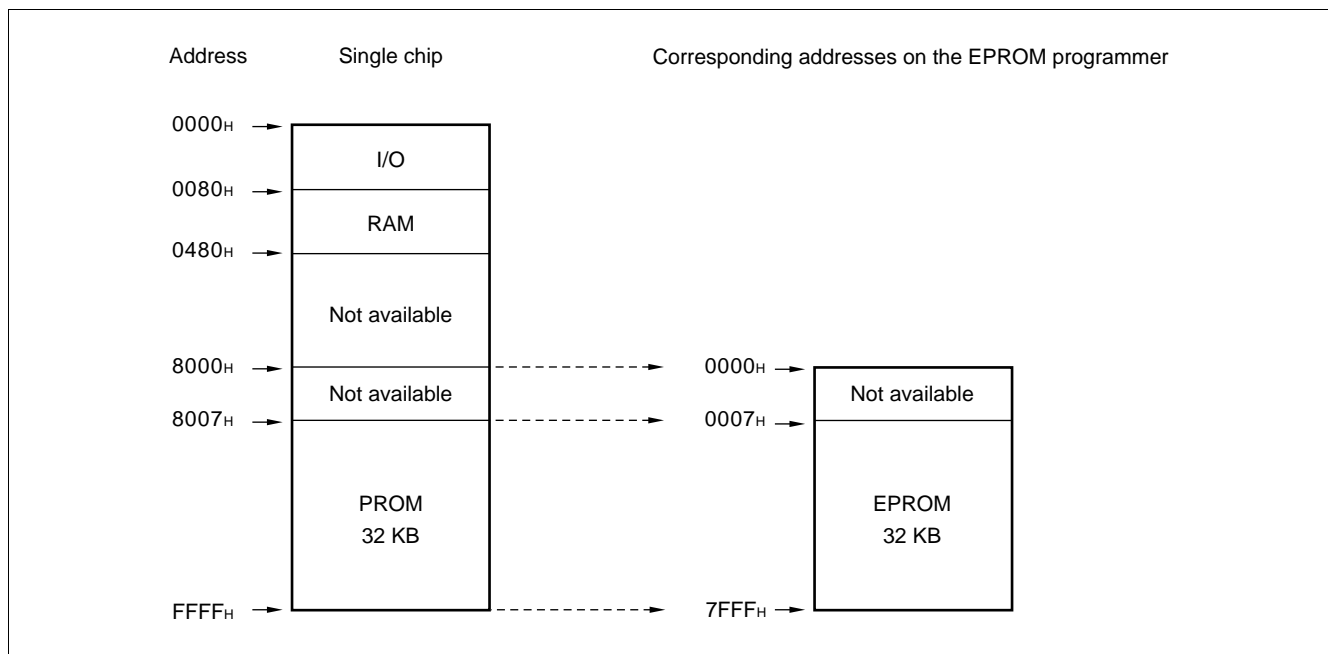 Address Single chip Corresponding addresses on the EPROM programmer
0000H
I/O
0080H
RAM
0480H
Not available
8000H 0000H
Not available Not available
8007H 0007H
PROM EPROM
32 KB 32 KB
FFFFH 7FFFH